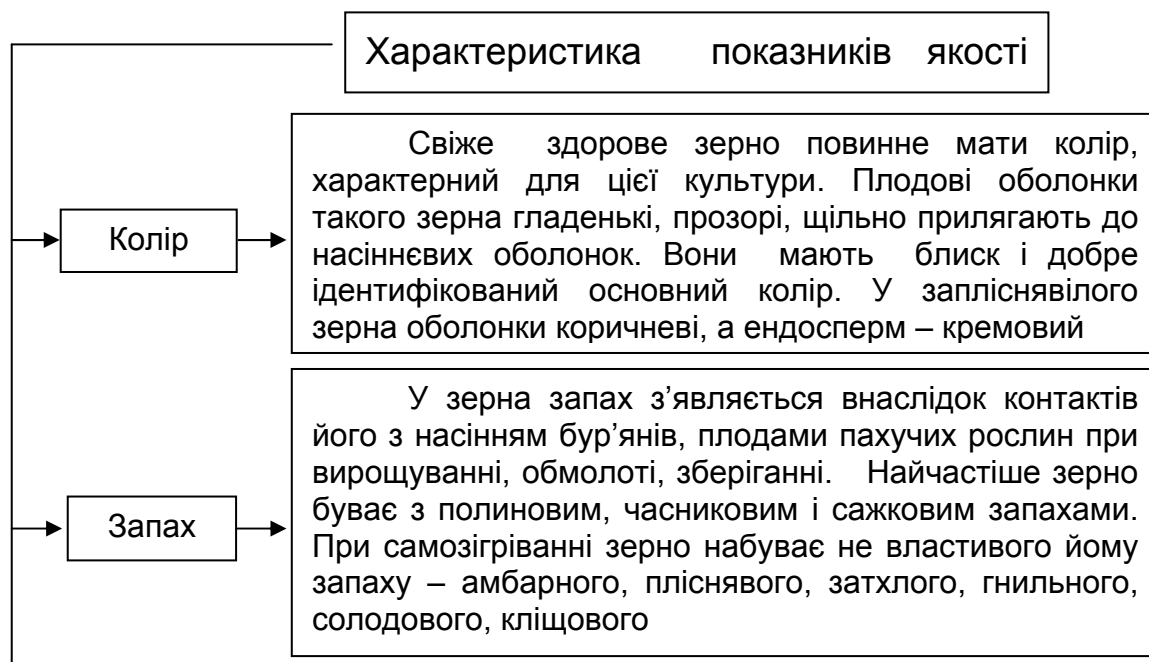 Характеристика показників якості
Колір
Свіже здорове зерно повинне мати колір,
характерний для цієї культури. Плодові оболонки
такого зерна гладенькі, прозорі, щільно прилягають до
насіннєвих оболонок. Вони мають блиск і добре
ідентифікований основний колір. У запліснявілого
зерна оболонки коричневі, а ендосперм – кремовий
Запах
У зерна запах з’являється внаслідок контактів
його з насінням бур’янів, плодами пахучих рослин при
вирощуванні, обмолоті, зберіганні. Найчастіше зерно
буває з полиновим, часниковим і сажковим запахами.
При самозігріванні зерно набуває не властивого йому
запаху – амбарного, пліснявого, затхлого, гнильного,
солодового, кліщового